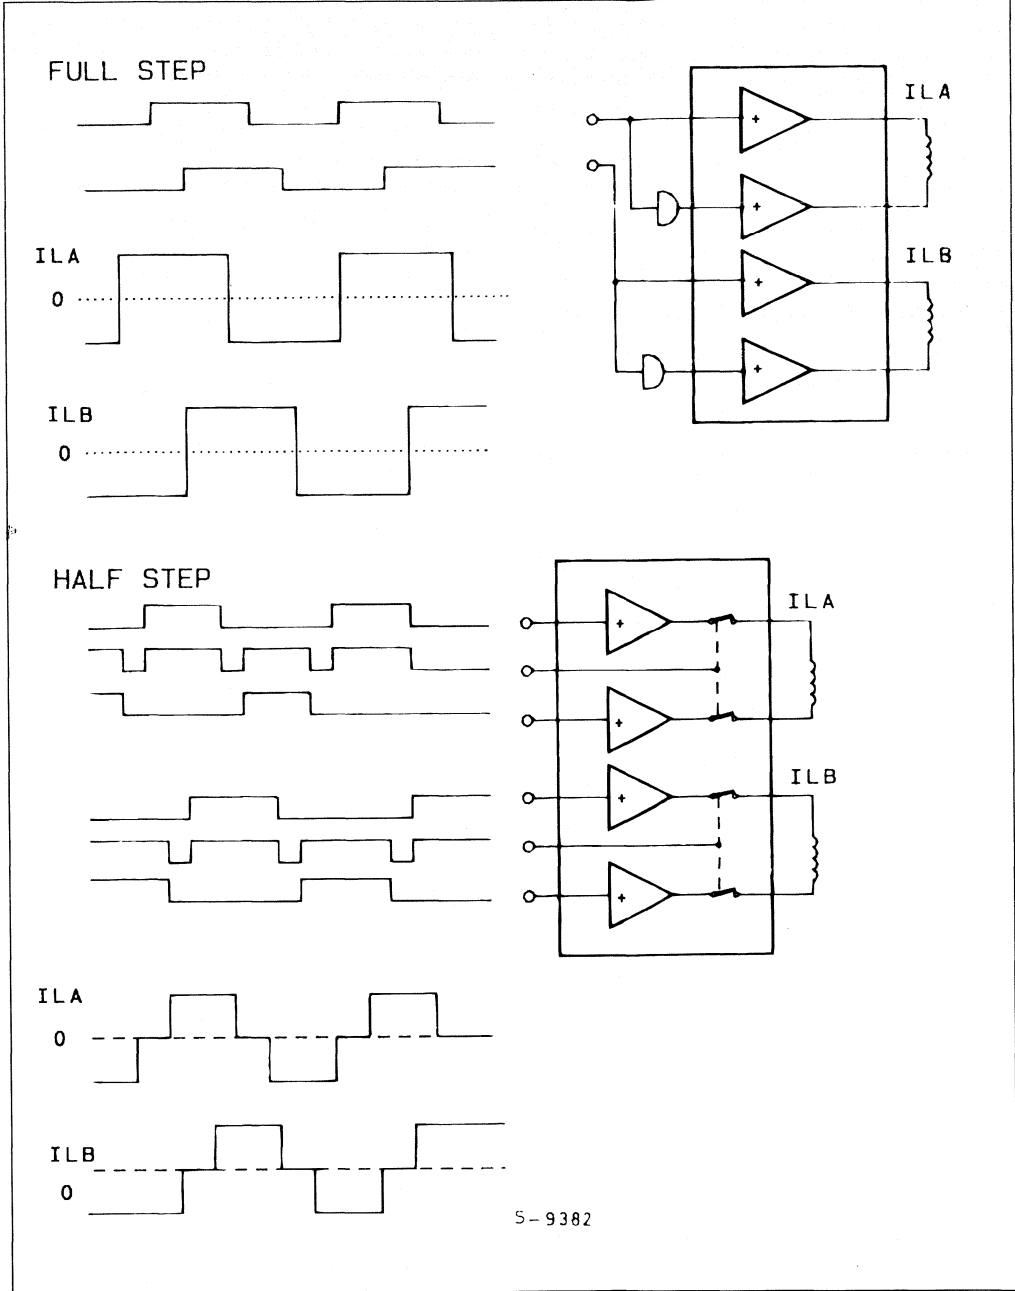 FULL STEP
ILA
+
+
ILA
0
ILB
+
ILB
0
+
HALF STEP
ILA
+
+
ILB
+
+
ILA
0
ILB
0
S-9382